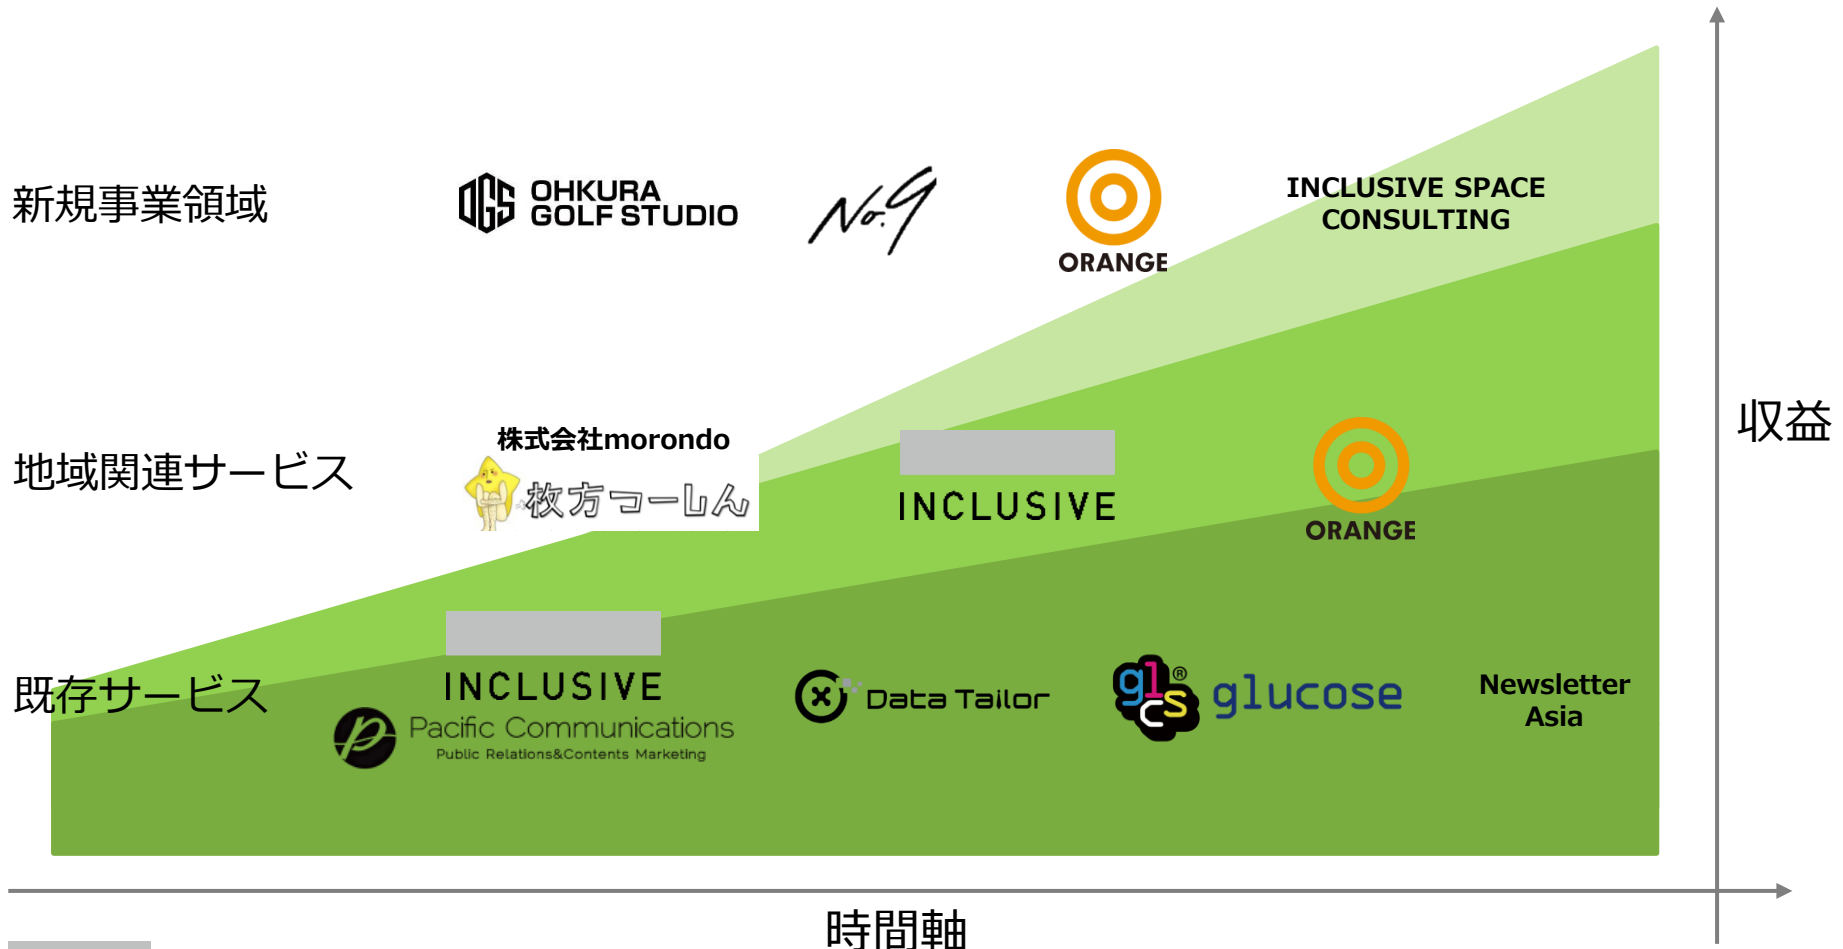 新規事業領域
OGS OHKURA
GOLF STUDIO
No.9
ORANGE
INCLUSIVE SPACE
CONSULTING
収益
地域関連サービス
株式会社morondo
枚方つーしん
INCLUSIVE
ORANGE
既存サービス
INCLUSIVE
Pacific Communications
Public Relations&Contents Marketing
Data Tailor
glcs® glucose
Newsletter
Asia
時間軸